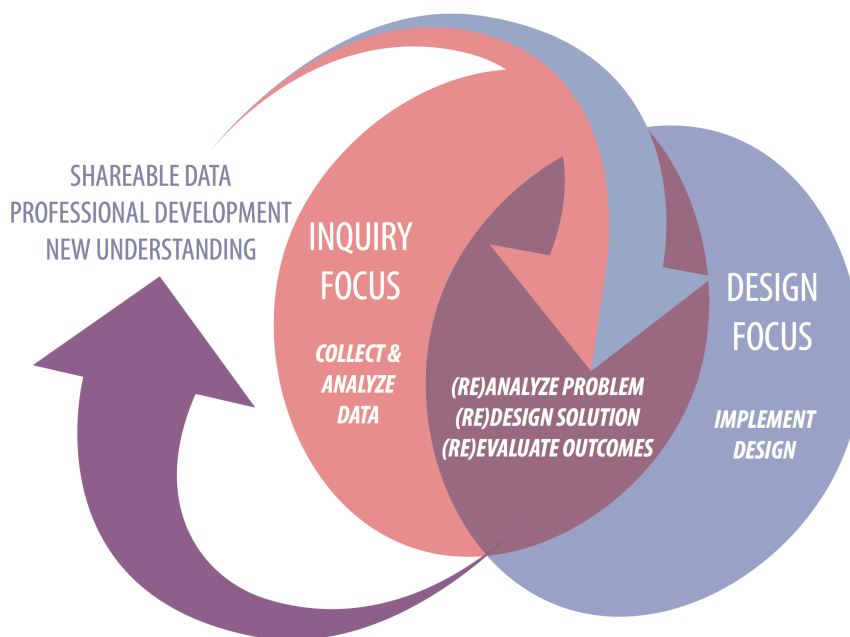 SHAREABLE DATA
PROFESSIONAL DEVELOPMENT
NEW UNDERSTANDING
INQUIRY
FOCUS
COLLECT &
ANALYZE
DATA
(RE)ANALYZE PROBLEM
(RE)DESIGN SOLUTION
(RE)EVALUATE OUTCOMES
DESIGN
FOCUS
IMPLEMENT
DESIGN